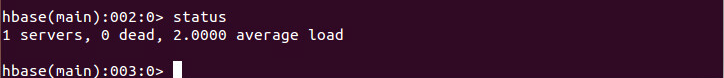 hbase(main):002:0> status
1 servers, 0 dead, 2.0000 average load
hbase(main):003:0>